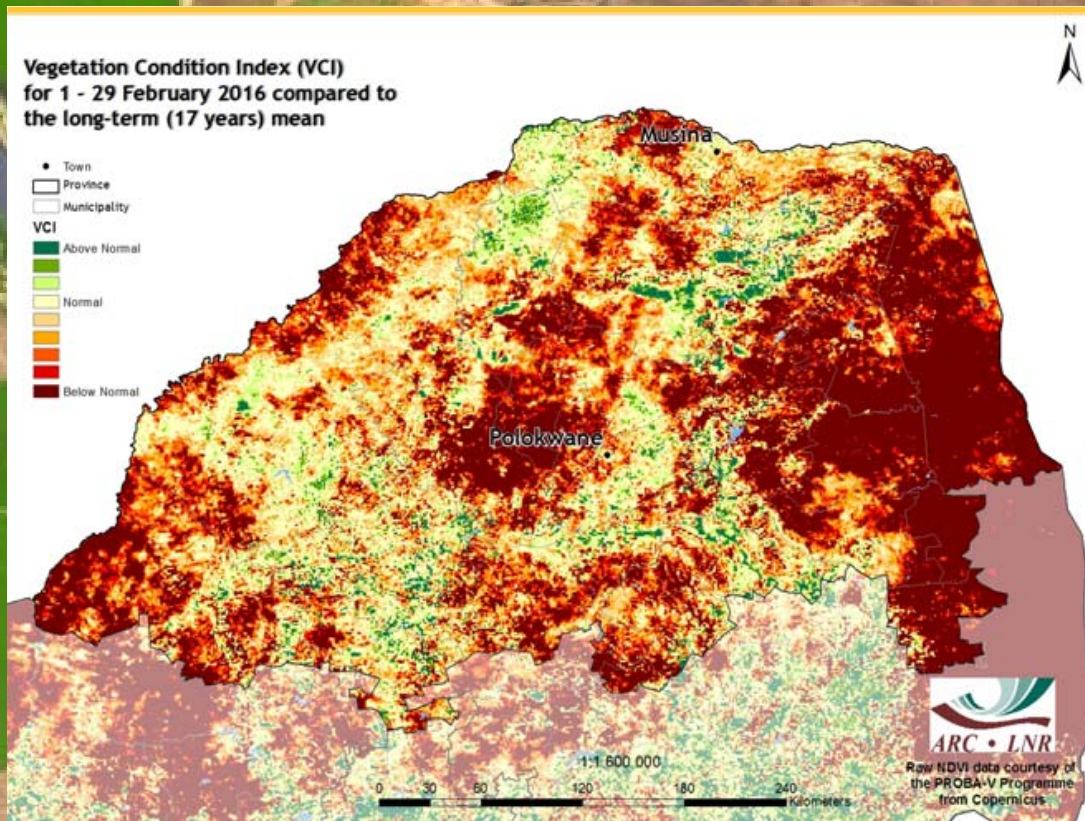 N
Vegetation Condition Index (VCI)
for 1 - 29 February 2016 compared to
the long-term (17 years) mean
Town
Province
Municipality
VCI
Above Normal
Normal
Below Normal
Musina
Polokwane
1:1 600 000
0 30 60 120 180 240
Kilometers
ARC • LNR
Raw NDVI data courtesy of
the PROBA-V Programme
from Copernicus